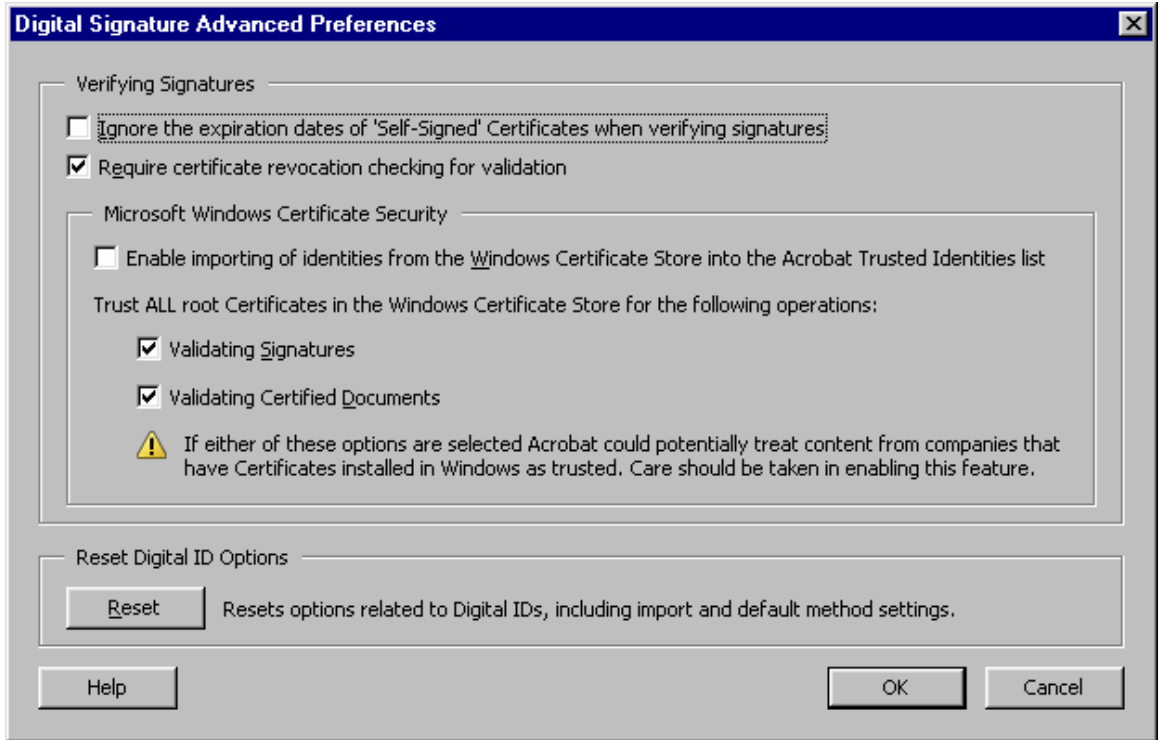 Digital Signature Advanced Preferences
Verifying Signatures
Ignore the expiration dates of 'Self-Signed' Certificates when verifying signatures
Require certificate revocation checking for validation
Microsoft Windows Certificate Security
Enable importing of identities from the Windows Certificate Store into the Acrobat Trusted Identities list
Trust ALL root Certificates in the Windows Certificate Store for the following operations:
Validating Signatures
Validating Certified Documents
If either of these options are selected Acrobat could potentially treat content from companies that
have Certificates installed in Windows as trusted. Care should be taken in enabling this feature.
Reset Digital ID Options
Reset
Resets options related to Digital IDs, including import and default method settings.
Help
OK
Cancel